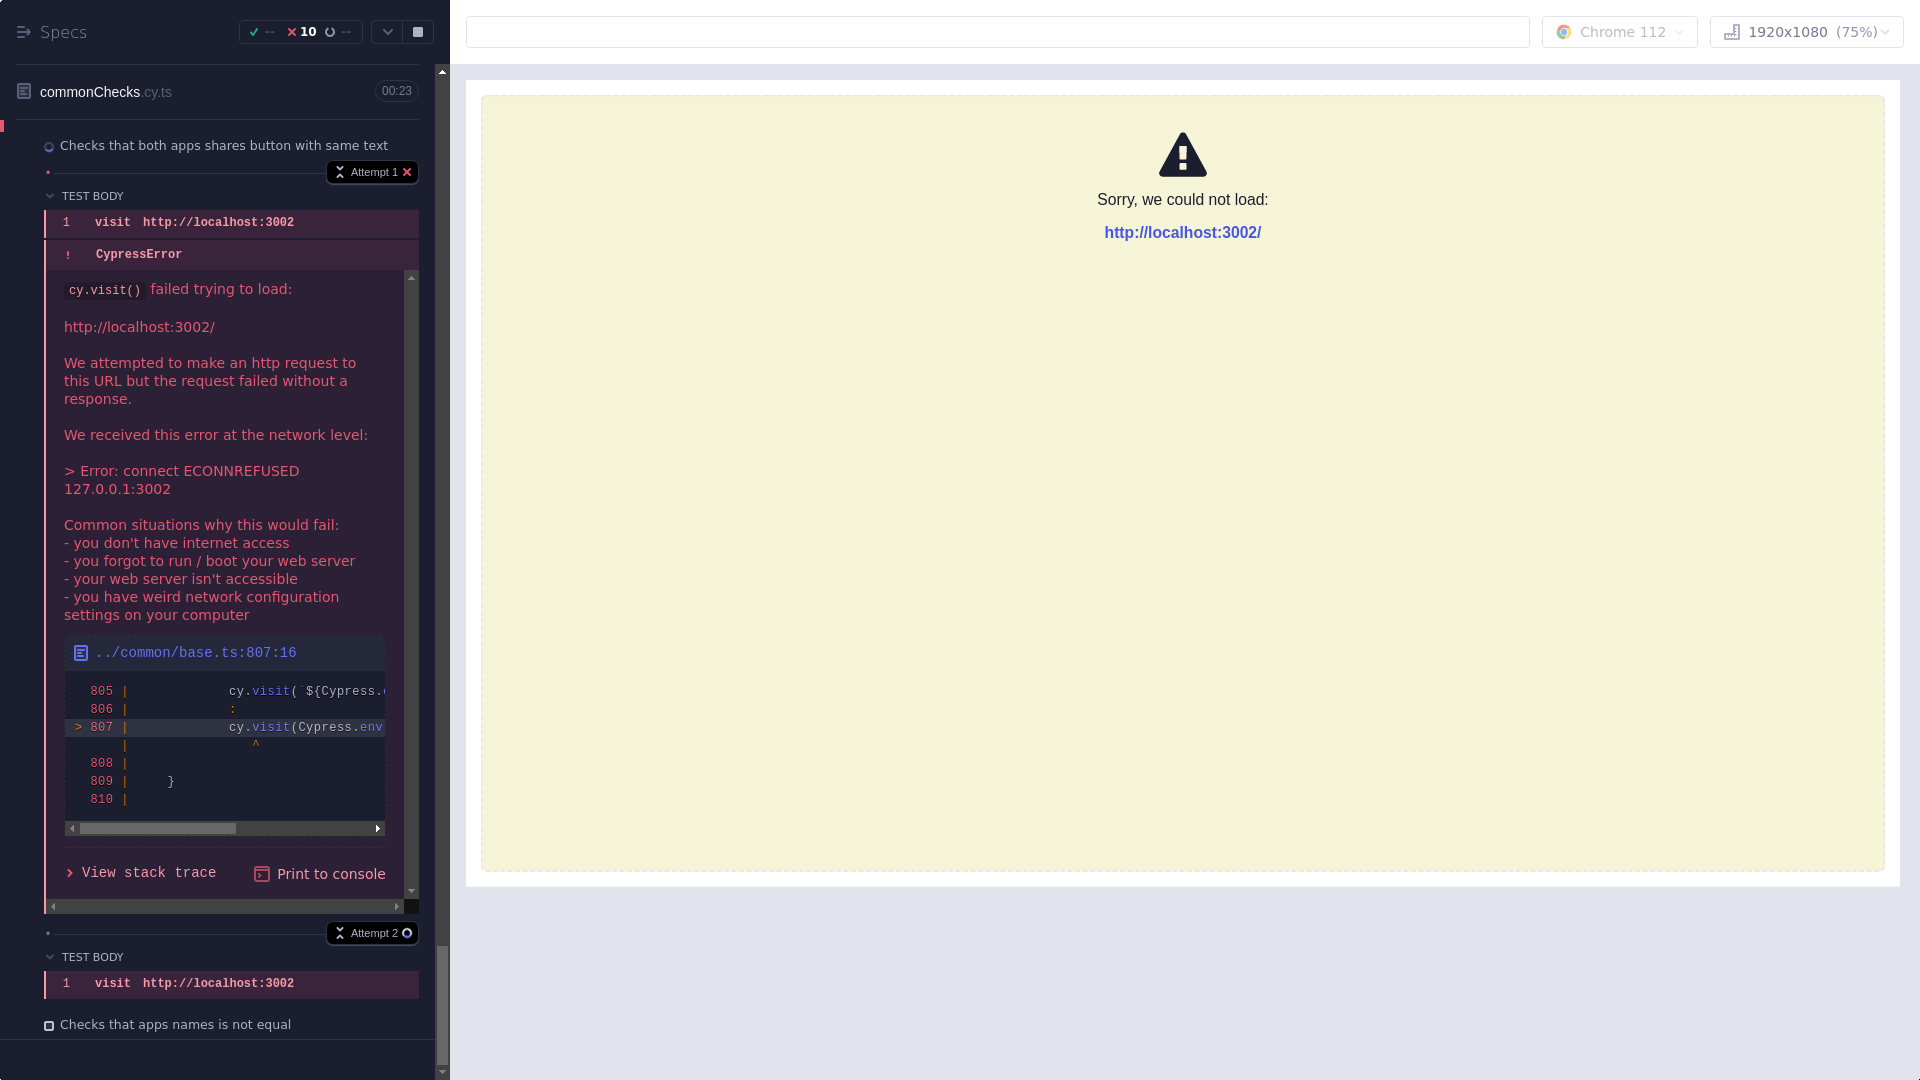 Specs
-- 10 --
commonChecks.cy.ts
00:23
Checks that both apps shares button with same text
Attempt 1
TEST BODY
1 visit http://localhost:3002
! CypressError
cy.visit() failed trying to load:
http://localhost:3002/
We attempted to make an http request to
this URL but the request failed without a
response.
We received this error at the network level:
> Error: connect ECONNREFUSED
127.0.0.1:3002
Common situations why this would fail:
- you don't have internet access
- you forgot to run / boot your web server
- your web server isn't accessible
- you have weird network configuration
settings on your computer
../common/base.ts:807:16
805 | cy.visit(`${Cypress.
806 | :
> 807 | cy.visit(Cypress.env
| ^
808 |
809 | }
810 |
View stack trace
Print to console
Attempt 2
TEST BODY
1 visit http://localhost:3002
Checks that apps names is not equal
Chrome 112
1920x1080 (75%)
Sorry, we could not load:
http://localhost:3002/